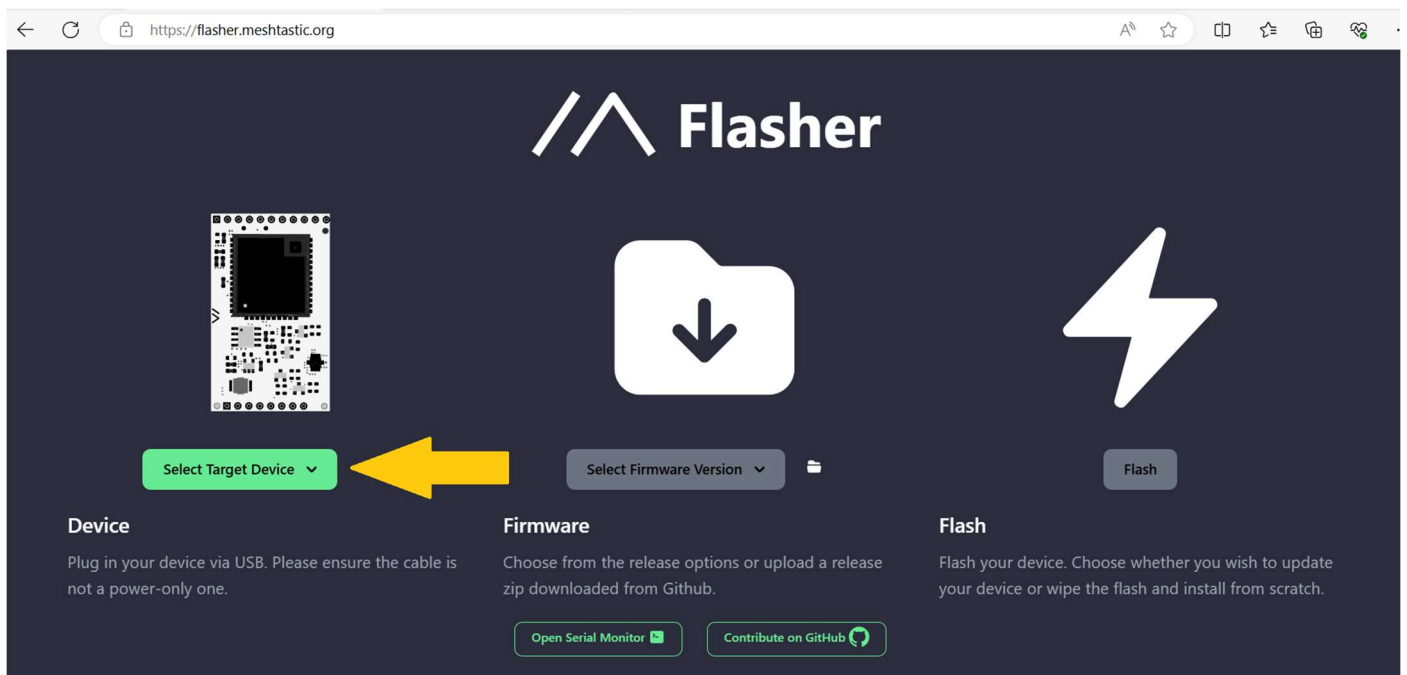 https://flasher.meshtastic.org
Flasher
Select Target Device
Select Firmware Version
Flash
Device
Plug in your device via USB. Please ensure the cable is
not a power-only one.
Firmware
Choose from the release options or upload a release
zip downloaded from Github.
Flash
Flash your device. Choose whether you wish to update
your device or wipe the flash and install from scratch.
Open Serial Monitor
Contribute on GitHub